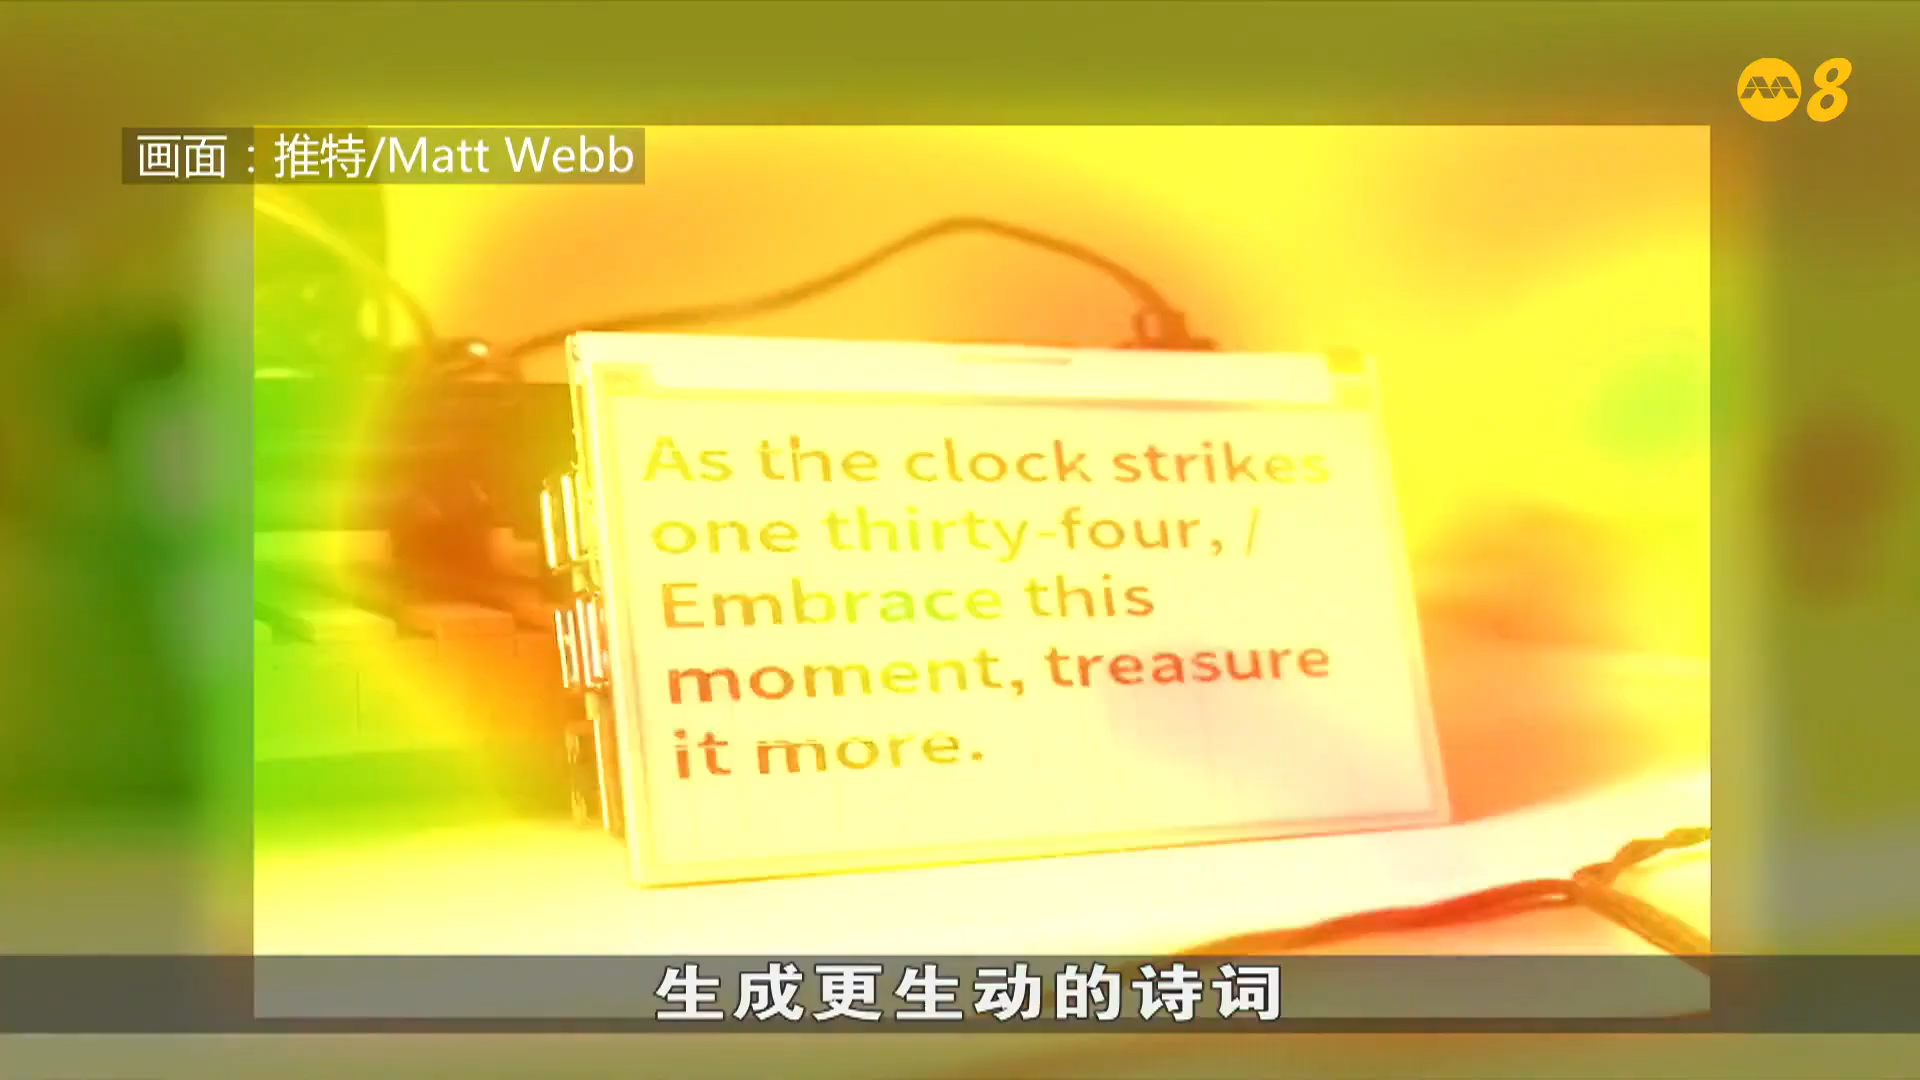 8
画面：推特/Matt Webb
As the clock strikes
one thirty-four, /
Embrace this
moment, treasure
it more.
生成更生动的诗词